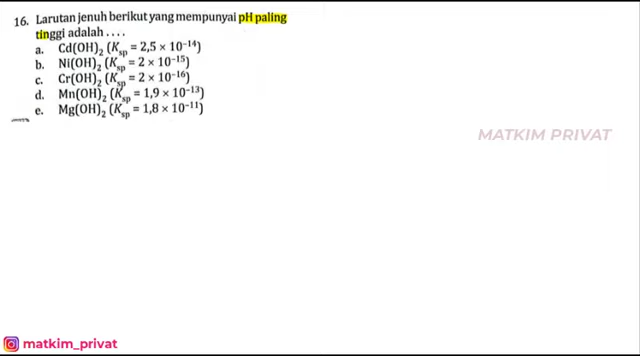 16. Larutan jenuh berikut yang mempunyai pH paling
tinggi adalah . . . .
a. Cd(OH)₂ (Kₛₚ = 2,5 × 10⁻¹⁴)
b. Ni(OH)₂ (Kₛₚ = 2 × 10⁻¹⁵)
c. Cr(OH)₂ (Kₛₚ = 2 × 10⁻¹⁶)
d. Mn(OH)₂ (Kₛₚ = 1,9 × 10⁻¹³)
e. Mg(OH)₂ (Kₛₚ = 1,8 × 10⁻¹¹)
MATKIM PRIVAT
matkim_privat